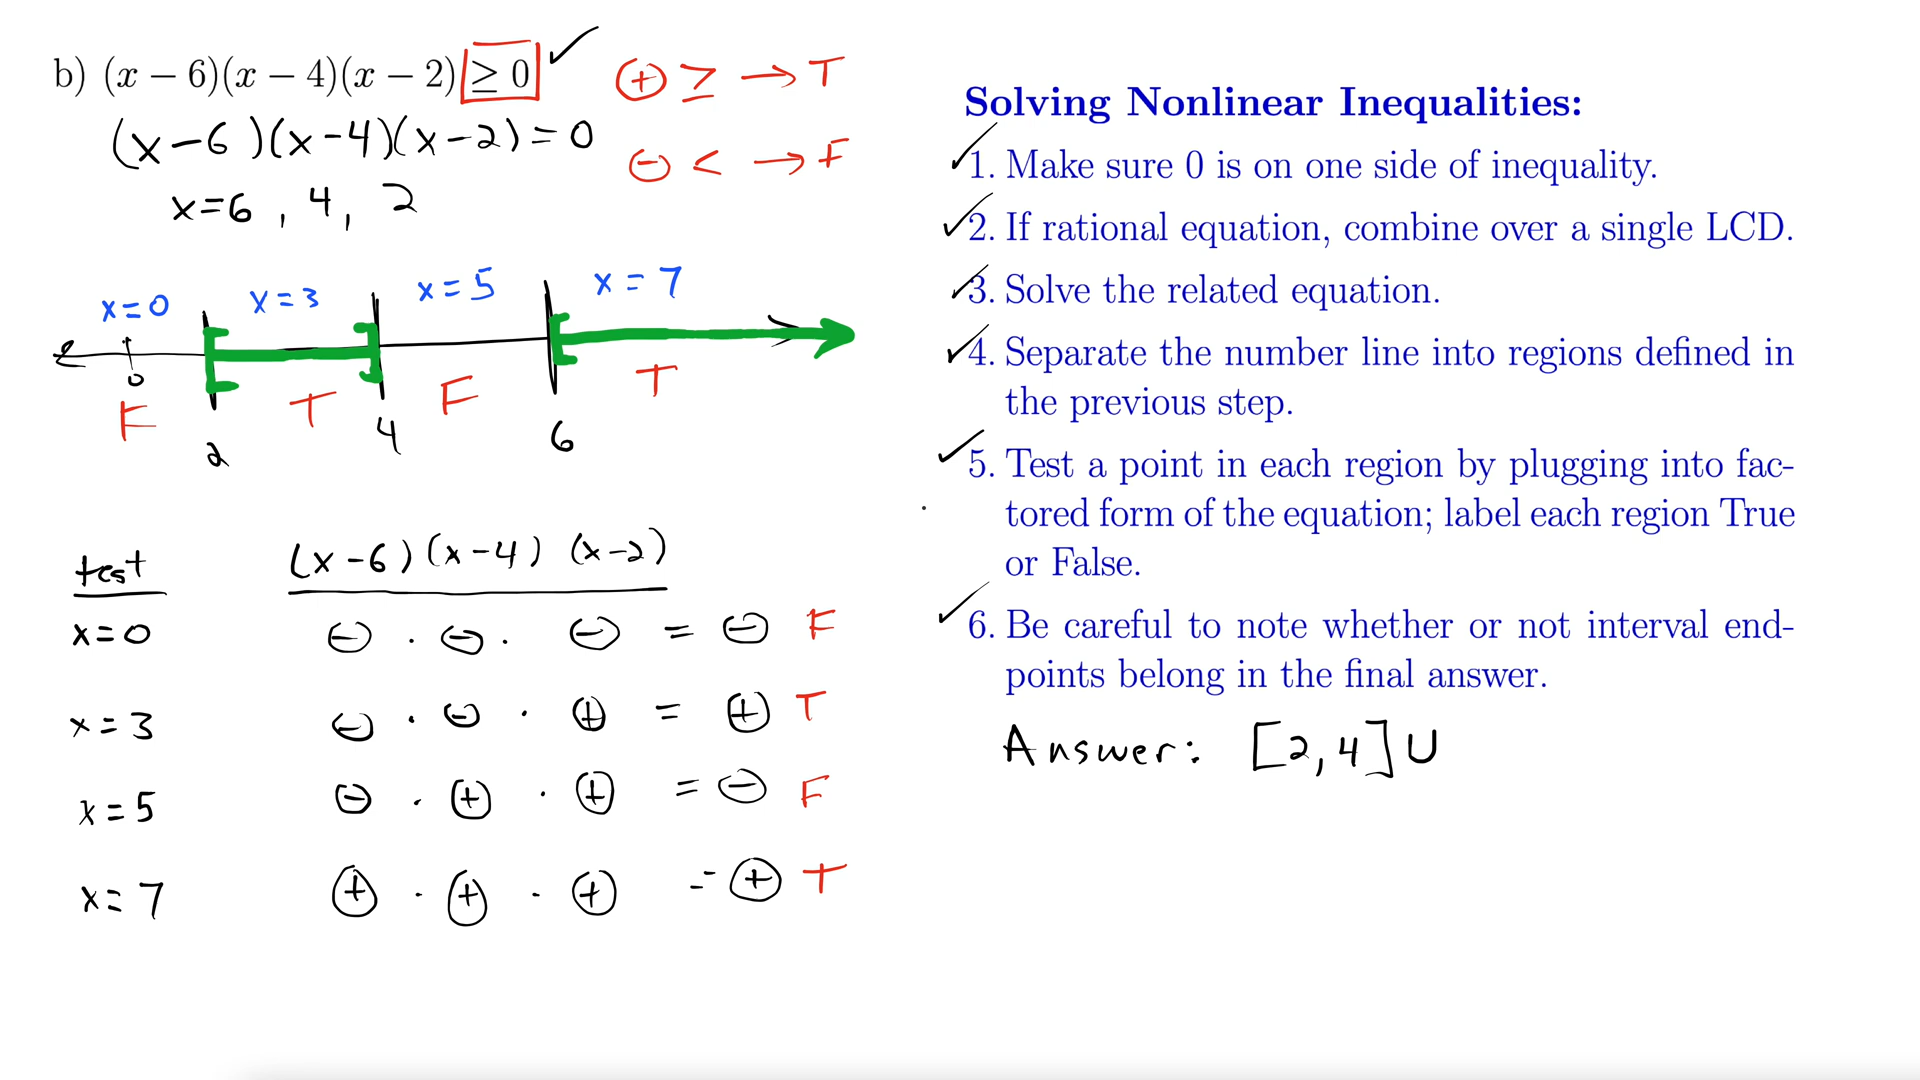 b) (x − 6)(x − 4)(x − 2) ≥ 0 ✓
⊕ ≥ → T
(x−6)(x−4)(x−2)=0
⊖ < → F
x=6, 4, 2
x=0 x=3 x=5 x=7
0
F T F T
2 4 6
test (x−6)(x−4)(x−2)
x=0 ⊖ · ⊖ · ⊖ = ⊖ F
x=3 ⊖ · ⊖ · ⊕ = ⊕ T
x=5 ⊖ · ⊕ · ⊕ = ⊖ F
x=7 ⊕ · ⊕ · ⊕ = ⊕ T
Solving Nonlinear Inequalities:
✓1. Make sure 0 is on one side of inequality.
✓2. If rational equation, combine over a single LCD.
✓3. Solve the related equation.
✓4. Separate the number line into regions defined in
the previous step.
✓5. Test a point in each region by plugging into fac-
tored form of the equation; label each region True
or False.
✓6. Be careful to note whether or not interval end-
points belong in the final answer.
Answer: [2,4]∪